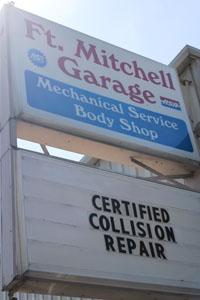 Ft. Mitchell
Garage
Mechanical Service
Body Shop
CERTIFIED
COLLISION
REPAIR